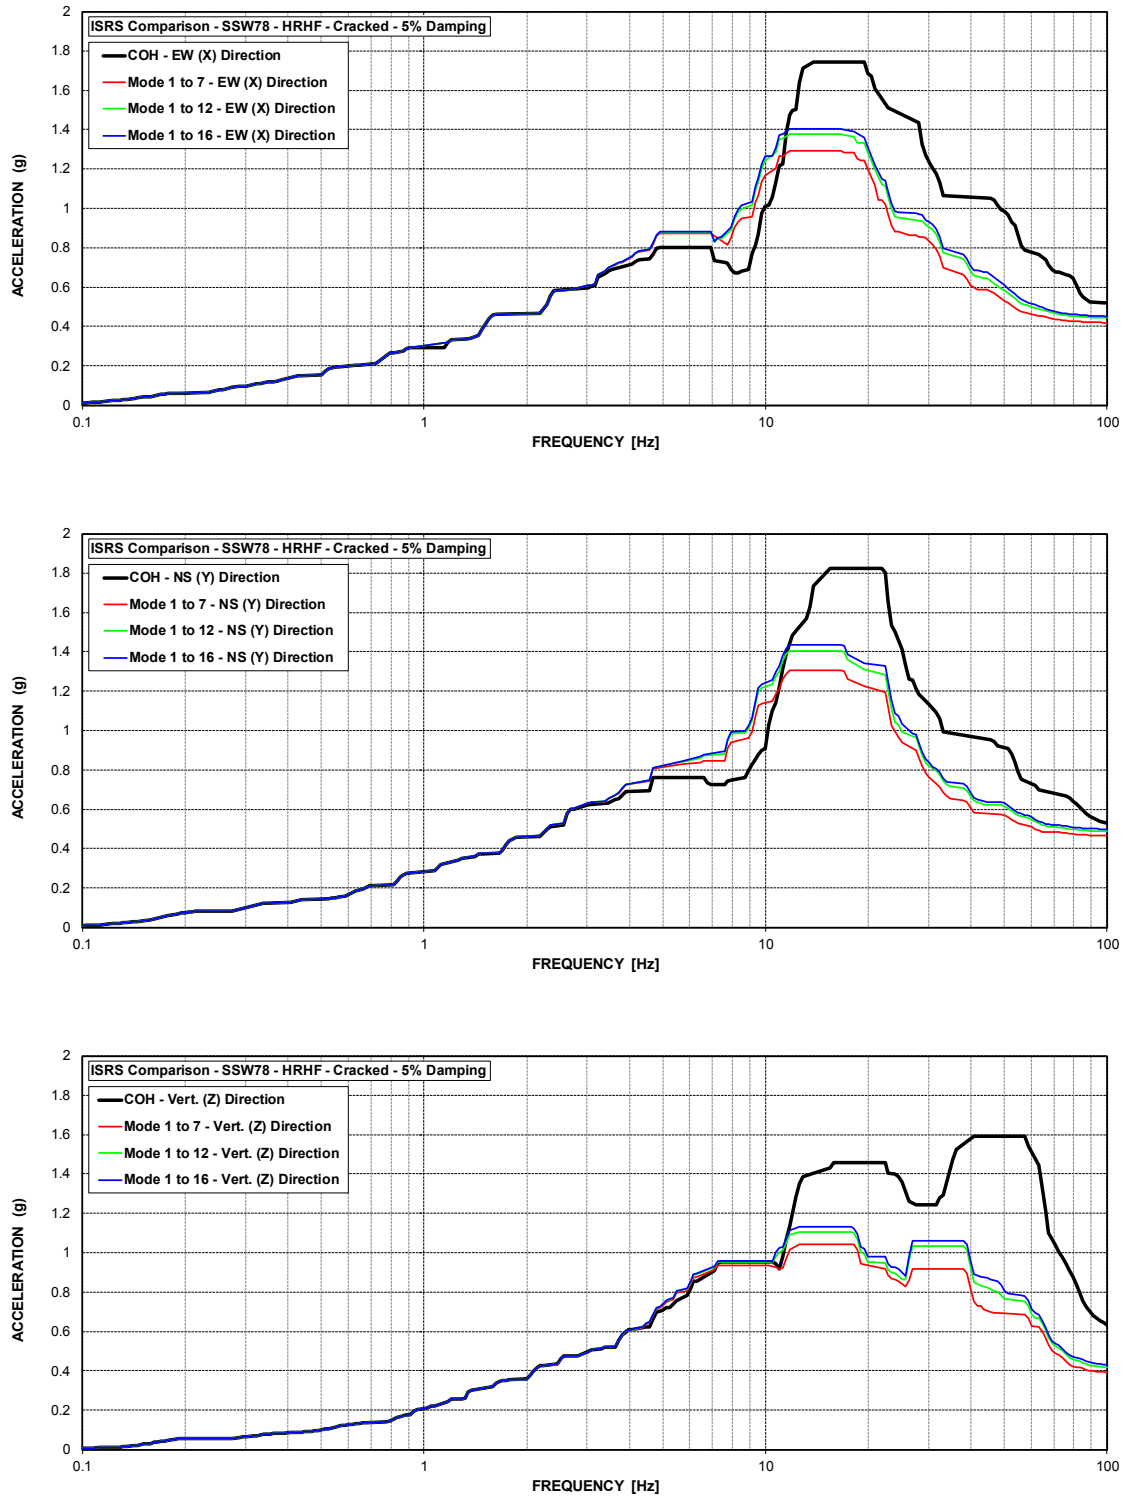 ISRS Comparison - SSW78 - HRHF - Cracked - 5% Damping
COH - EW (X) Direction
Mode 1 to 7 - EW (X) Direction
Mode 1 to 12 - EW (X) Direction
Mode 1 to 16 - EW (X) Direction
ACCELERATION (g)
2
1.8
1.6
1.4
1.2
1
0.8
0.6
0.4
0.2
0
0.1
1
10
100
FREQUENCY [Hz]
ISRS Comparison - SSW78 - HRHF - Cracked - 5% Damping
COH - NS (Y) Direction
Mode 1 to 7 - NS (Y) Direction
Mode 1 to 12 - NS (Y) Direction
Mode 1 to 16 - NS (Y) Direction
ACCELERATION (g)
2
1.8
1.6
1.4
1.2
1
0.8
0.6
0.4
0.2
0
0.1
1
10
100
FREQUENCY [Hz]
ISRS Comparison - SSW78 - HRHF - Cracked - 5% Damping
COH - Vert. (Z) Direction
Mode 1 to 7 - Vert. (Z) Direction
Mode 1 to 12 - Vert. (Z) Direction
Mode 1 to 16 - Vert. (Z) Direction
ACCELERATION (g)
2
1.8
1.6
1.4
1.2
1
0.8
0.6
0.4
0.2
0
0.1
1
10
100
FREQUENCY [Hz]